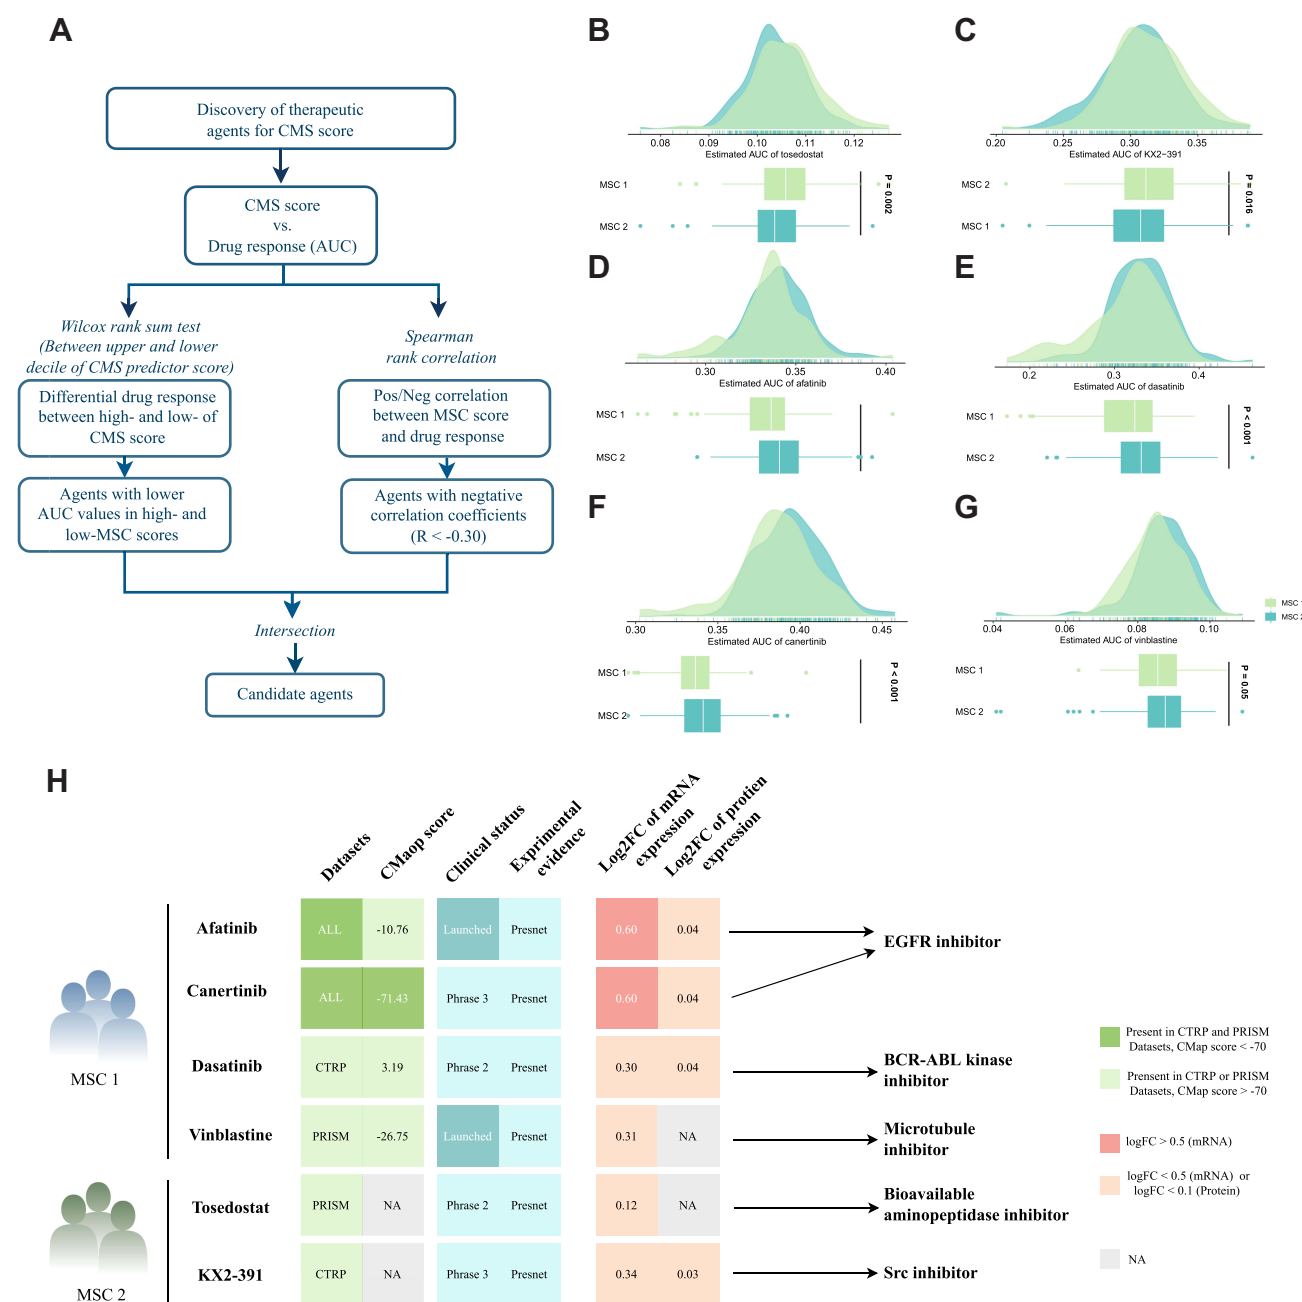 A
Discovery of therapeutic
agents for CMS score
CMS score
vs.
Drug response (AUC)
Wilcox rank sum test
(Between upper and lower
decile of CMS predictor score)
Spearman
rank correlation
Differential drug response
between high- and low- of
CMS score
Pos/Neg correlation
between MSC score
and drug response
Agents with lower
AUC values in high- and
low-MSC scores
Agents with negtative
correlation coefficients
(R < -0.30)
Intersection
Candidate agents
B
0.08 0.09 0.10 0.11 0.12
Estimated AUC of tosedostat
MSC 1
MSC 2
P = 0.002
C
0.20 0.25 0.30 0.35
Estimated AUC of KX2-391
MSC 2
MSC 1
P = 0.016
D
0.30 0.35 0.40
Estimated AUC of afatinib
MSC 1
MSC 2
E
0.2 0.3 0.4
Estimated AUC of dasatinib
MSC 1
MSC 2
P < 0.001
F
0.30 0.35 0.40 0.45
Estimated AUC of canertinib
MSC 1
MSC 2
P < 0.001
G
0.04 0.06 0.08 0.10
Estimated AUC of vinblastine
MSC 1
MSC 2
P = 0.05
MSC
MSC
H
Datasets
CMaop score
Clinical status
Exprimental
evidence
Log2FC of mRNA
expression
Log2FC of protien
expression
MSC 1
Afatinib ALL -10.76 Launched Presnet 0.60 0.04
EGFR inhibitor
Canertinib ALL -71.43 Phrase 3 Presnet 0.60 0.04
Dasatinib CTRP 3.19 Phrase 2 Presnet 0.30 0.04
BCR-ABL kinase
inhibitor
Vinblastine PRISM -26.75 Launched Presnet 0.31 NA
Microtubule
inhibitor
MSC 2
Tosedostat PRISM NA Phrase 2 Presnet 0.12 NA
Bioavailable
aminopeptidase inhibitor
KX2-391 CTRP NA Phrase 3 Presnet 0.34 0.03
Src inhibitor
Present in CTRP and PRISM
Datasets, CMap score < -70
Prensent in CTRP or PRISM
Datasets, CMap score > -70
logFC > 0.5 (mRNA)
logFC < 0.5 (mRNA) or
logFC < 0.1 (Protein)
NA